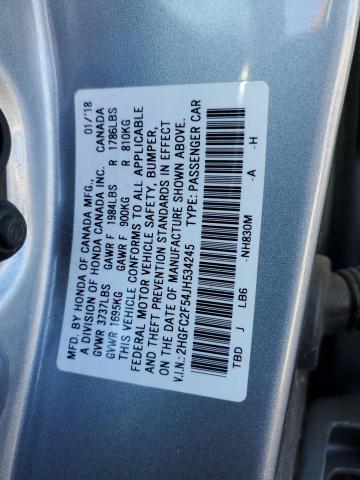 MFD. BY HONDA OF CANADA MFG. 01/'18
A DIVISION OF HONDA CANADA INC. CANADA
GVWR 3737LBS GAWR F 1984LBS R 1786LBS
GVWR 1695KG GAWR F 900KG R 810KG
THIS VEHICLE CONFORMS TO ALL APPLICABLE
FEDERAL MOTOR VEHICLE SAFETY, BUMPER,
AND THEFT PREVENTION STANDARDS IN EFFECT
ON THE DATE OF MANUFACTURE SHOWN ABOVE.
V.I.N.: 2HGFC2F54JH534245 TYPE: PASSENGER CAR
TBD J LB6 -NH830M -A -H